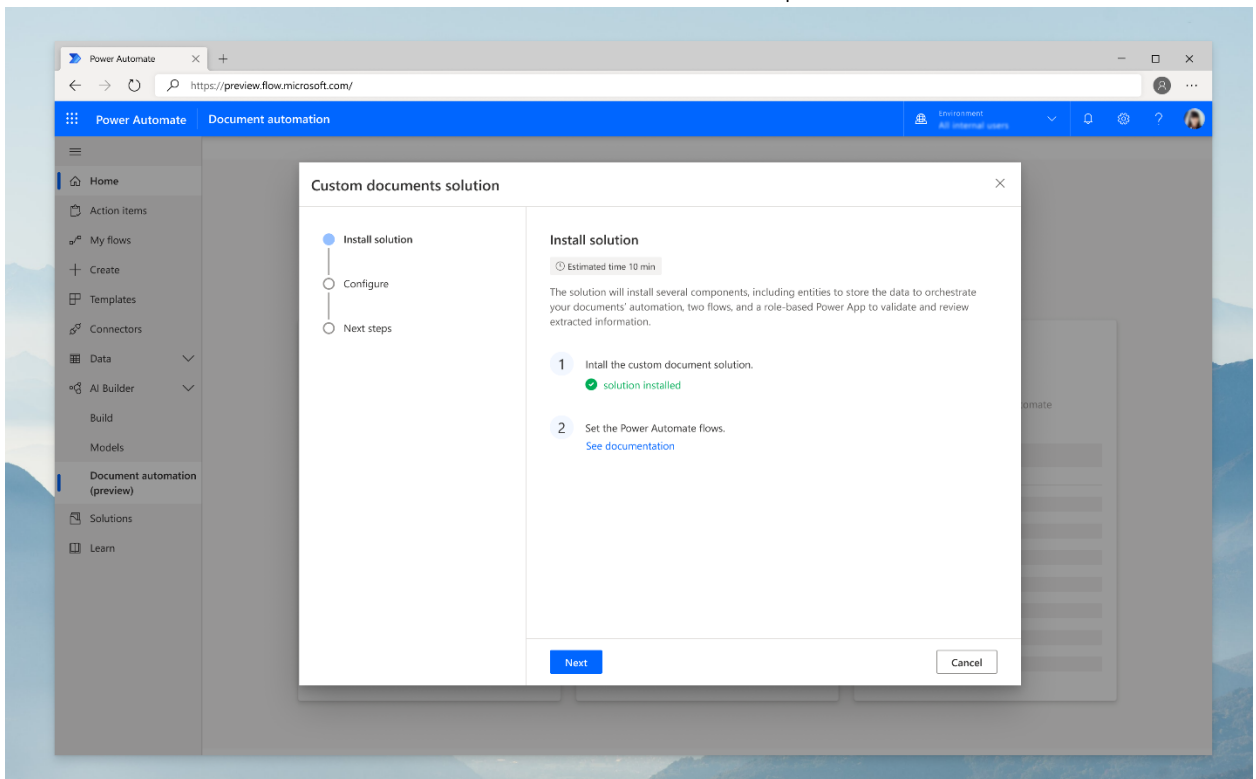 Power Automate
https://preview.flow.microsoft.com/
Power Automate
Document automation
Environment
All internal users
Home
Action items
My flows
Create
Templates
Connectors
Data
AI Builder
Build
Models
Document automation
(preview)
Solutions
Learn
Custom documents solution
Install solution
Configure
Next steps
Install solution
Estimated time 10 min
The solution will install several components, including entities to store the data to orchestrate
your documents' automation, two flows, and a role-based Power App to validate and review
extracted information.
1 Intall the custom document solution.
solution installed
2 Set the Power Automate flows.
See documentation
Next
Cancel
omate